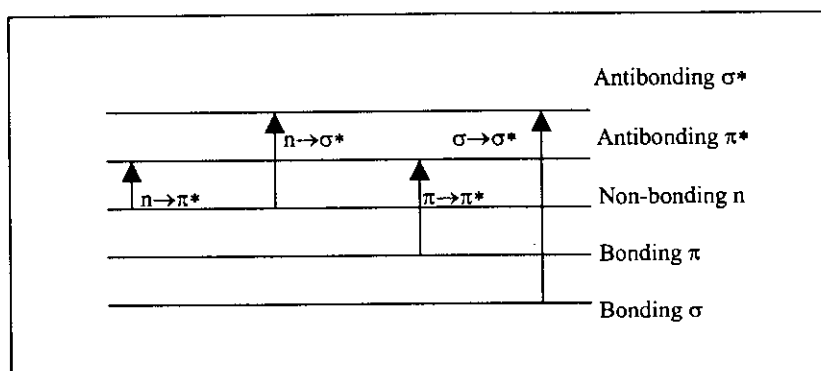 Antibonding σ*
n→σ* σ→σ*
Antibonding π*
n→π* π→π*
Non-bonding n
Bonding π
Bonding σ